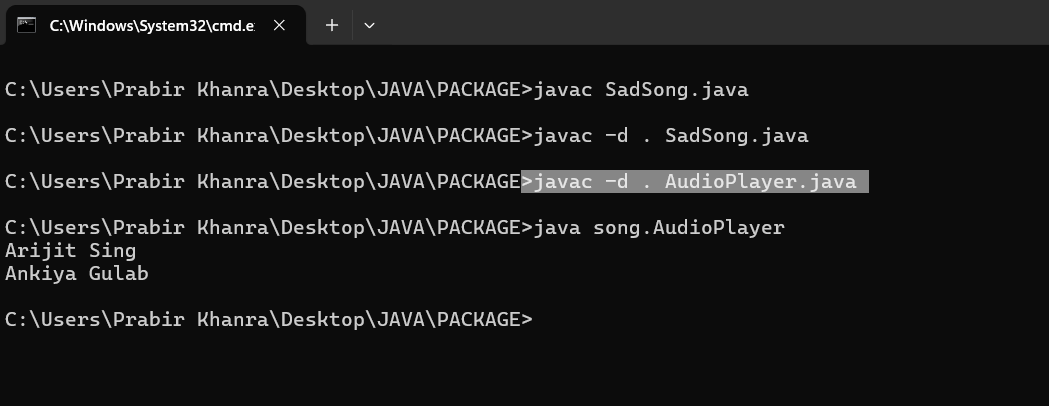 C:\Windows\System32\cmd.e
C:\Users\Prabir Khanra\Desktop\JAVA\PACKAGE>javac SadSong.java
C:\Users\Prabir Khanra\Desktop\JAVA\PACKAGE>javac -d . SadSong.java
C:\Users\Prabir Khanra\Desktop\JAVA\PACKAGE>javac -d . AudioPlayer.java
C:\Users\Prabir Khanra\Desktop\JAVA\PACKAGE>java song.AudioPlayer
Arijit Sing
Ankiya Gulab
C:\Users\Prabir Khanra\Desktop\JAVA\PACKAGE>